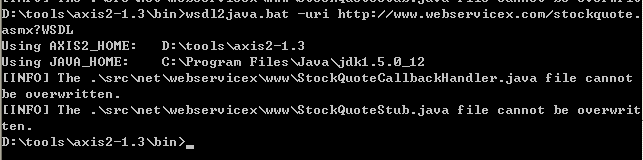 D:\tools\axis2-1.3\bin>wsdl2java.bat -uri http://www.webservicex.com/stockquote.
asmx?WSDL
Using AXIS2_HOME:   D:\tools\axis2-1.3
Using JAVA_HOME:    C:\Program Files\Java\jdk1.5.0_12
[INFO] The .\src\net\webservicex\www\StockQuoteCallbackHandler.java file cannot
be overwritten.
[INFO] The .\src\net\webservicex\www\StockQuoteStub.java file cannot be overwrit
ten.
D:\tools\axis2-1.3\bin>_